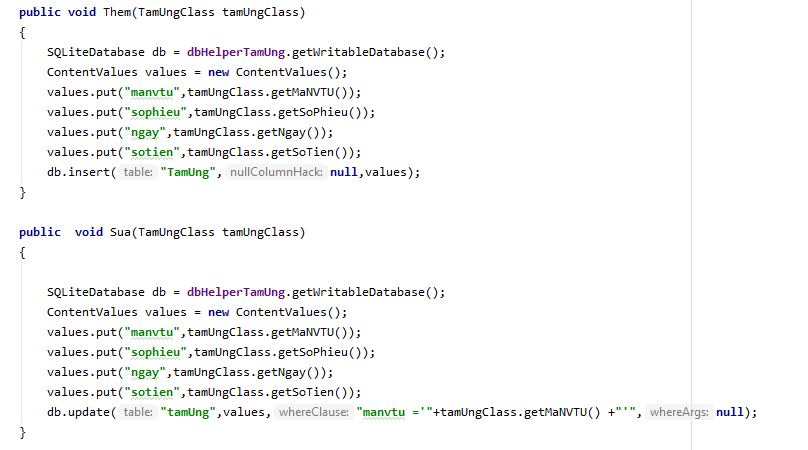 public void Them(TamUngClass tamUngClass)
{
SQLiteDatabase db = dbHelperTamUng.getWritableDatabase();
ContentValues values = new ContentValues();
values.put("manvtu",tamUngClass.getMaNVTU());
values.put("sophieu",tamUngClass.getSoPhieu());
values.put("ngay",tamUngClass.getNgay());
values.put("sotien",tamUngClass.getSoTien());
db.insert( table: "TamUng", nullColumnHack: null,values);
}
public  void Sua(TamUngClass tamUngClass)
{
SQLiteDatabase db = dbHelperTamUng.getWritableDatabase();
ContentValues values = new ContentValues();
values.put("manvtu",tamUngClass.getMaNVTU());
values.put("sophieu",tamUngClass.getSoPhieu());
values.put("ngay",tamUngClass.getNgay());
values.put("sotien",tamUngClass.getSoTien());
db.update( table: "tamUng",values, whereClause: "manvtu ='"+tamUngClass.getMaNVTU() +"'", whereArgs: null);
}